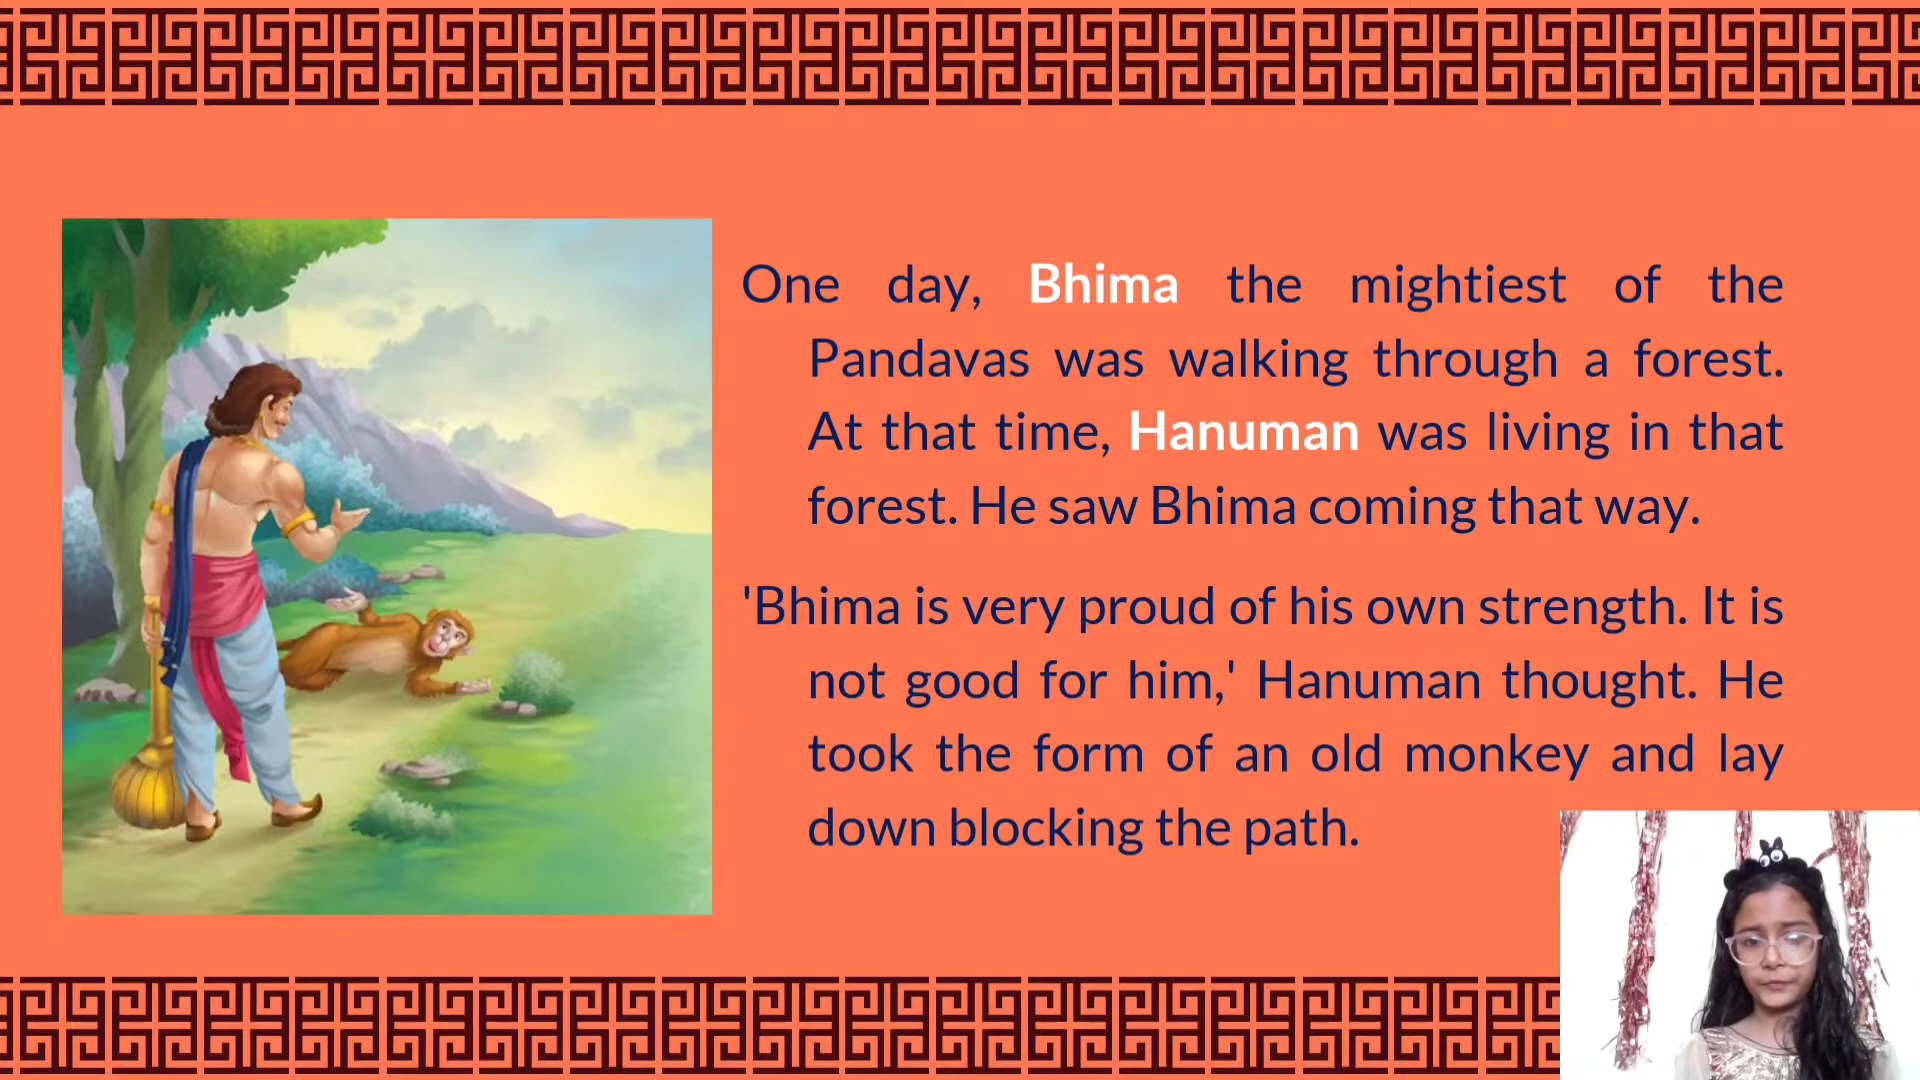 One day, Bhima the mightiest of the
Pandavas was walking through a forest.
At that time, Hanuman was living in that
forest. He saw Bhima coming that way.
'Bhima is very proud of his own strength. It is
not good for him,' Hanuman thought. He
took the form of an old monkey and lay
down blocking the path.